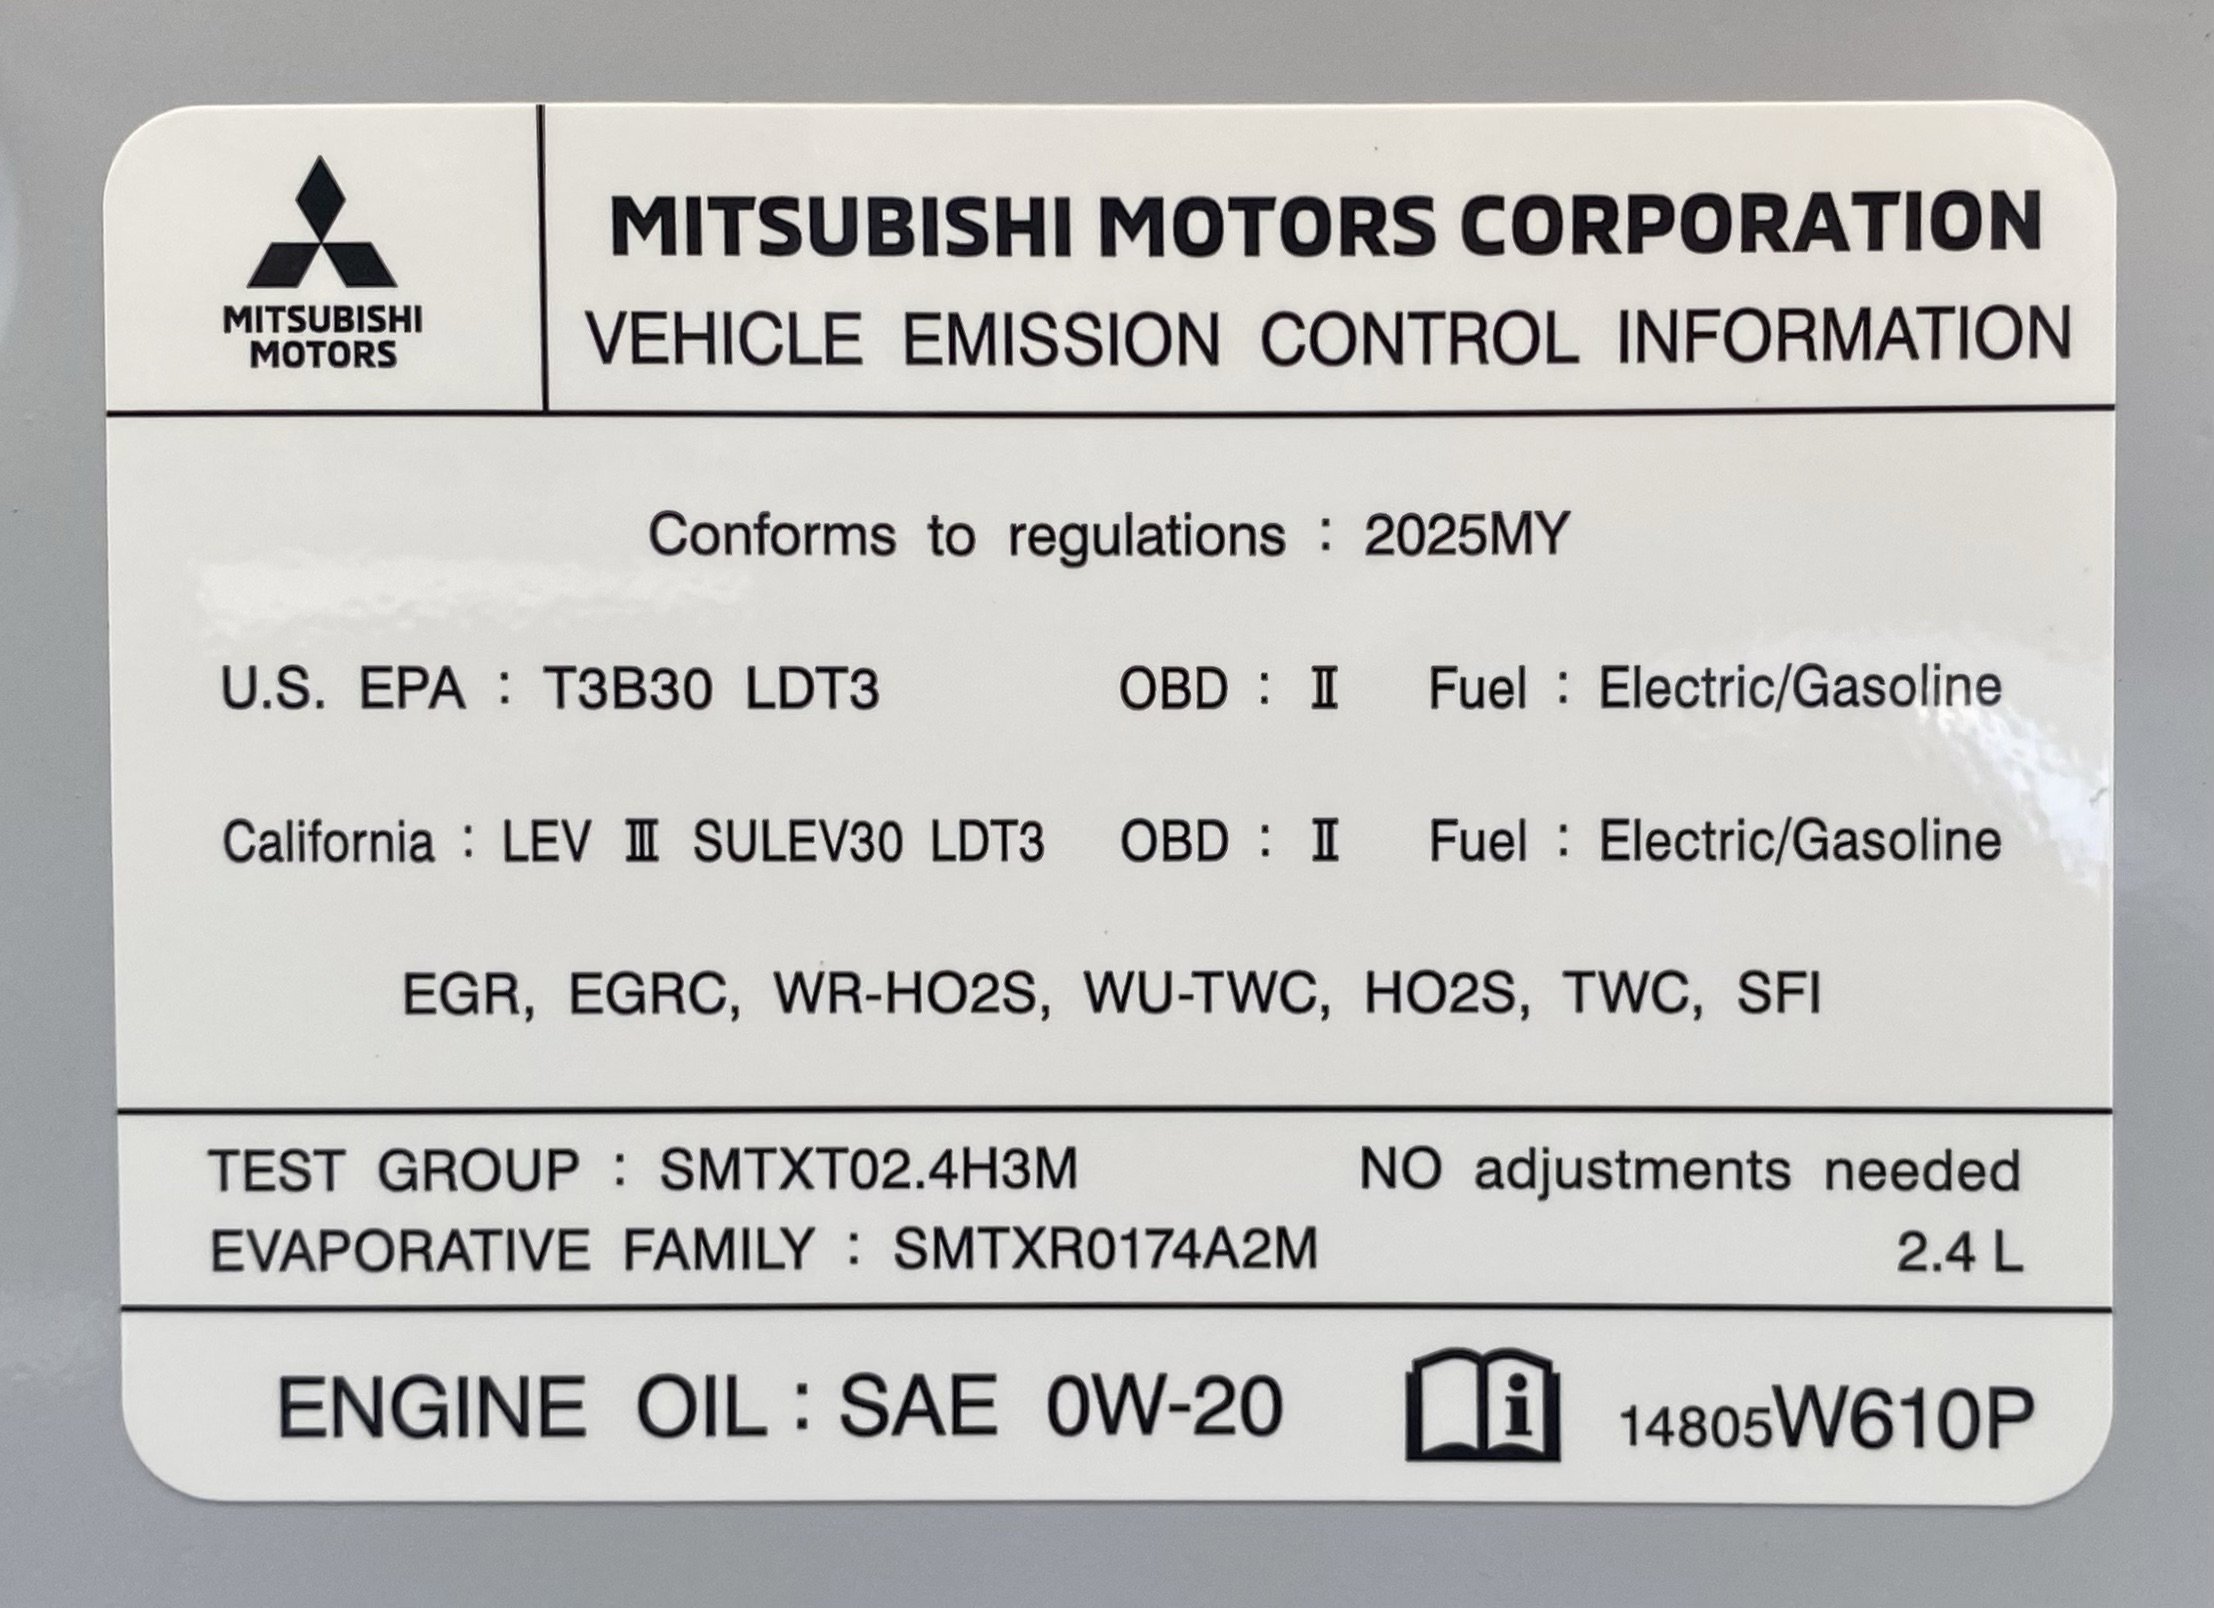 MITSUBISHI
MOTORS
MITSUBISHI MOTORS CORPORATION
VEHICLE EMISSION CONTROL INFORMATION
Conforms to regulations : 2025MY
U.S. EPA : T3B30 LDT3 OBD : Ⅱ Fuel : Electric/Gasoline
California : LEV Ⅲ SULEV30 LDT3 OBD : Ⅱ Fuel : Electric/Gasoline
EGR, EGRC, WR-HO2S, WU-TWC, HO2S, TWC, SFI
TEST GROUP : SMTXT02.4H3M NO adjustments needed
EVAPORATIVE FAMILY : SMTXR0174A2M 2.4 L
ENGINE OIL : SAE 0W-20 i 14805W610P